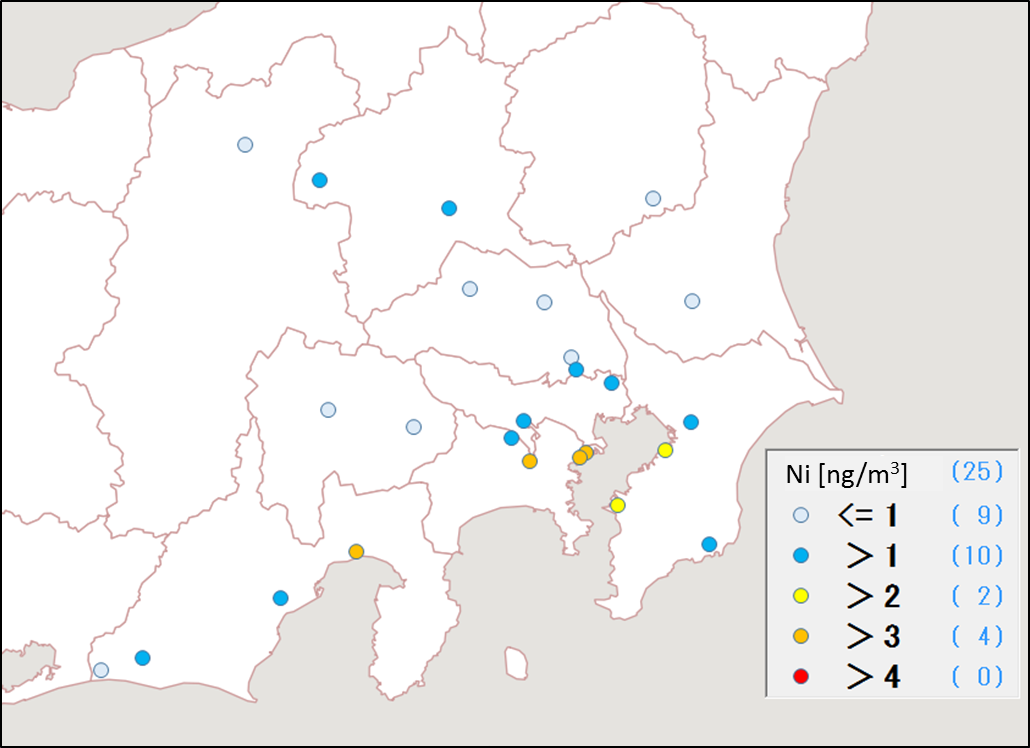 Ni [ng/m³] (25)
<= 1 ( 9)
> 1 (10)
> 2 ( 2)
> 3 ( 4)
> 4 ( 0)